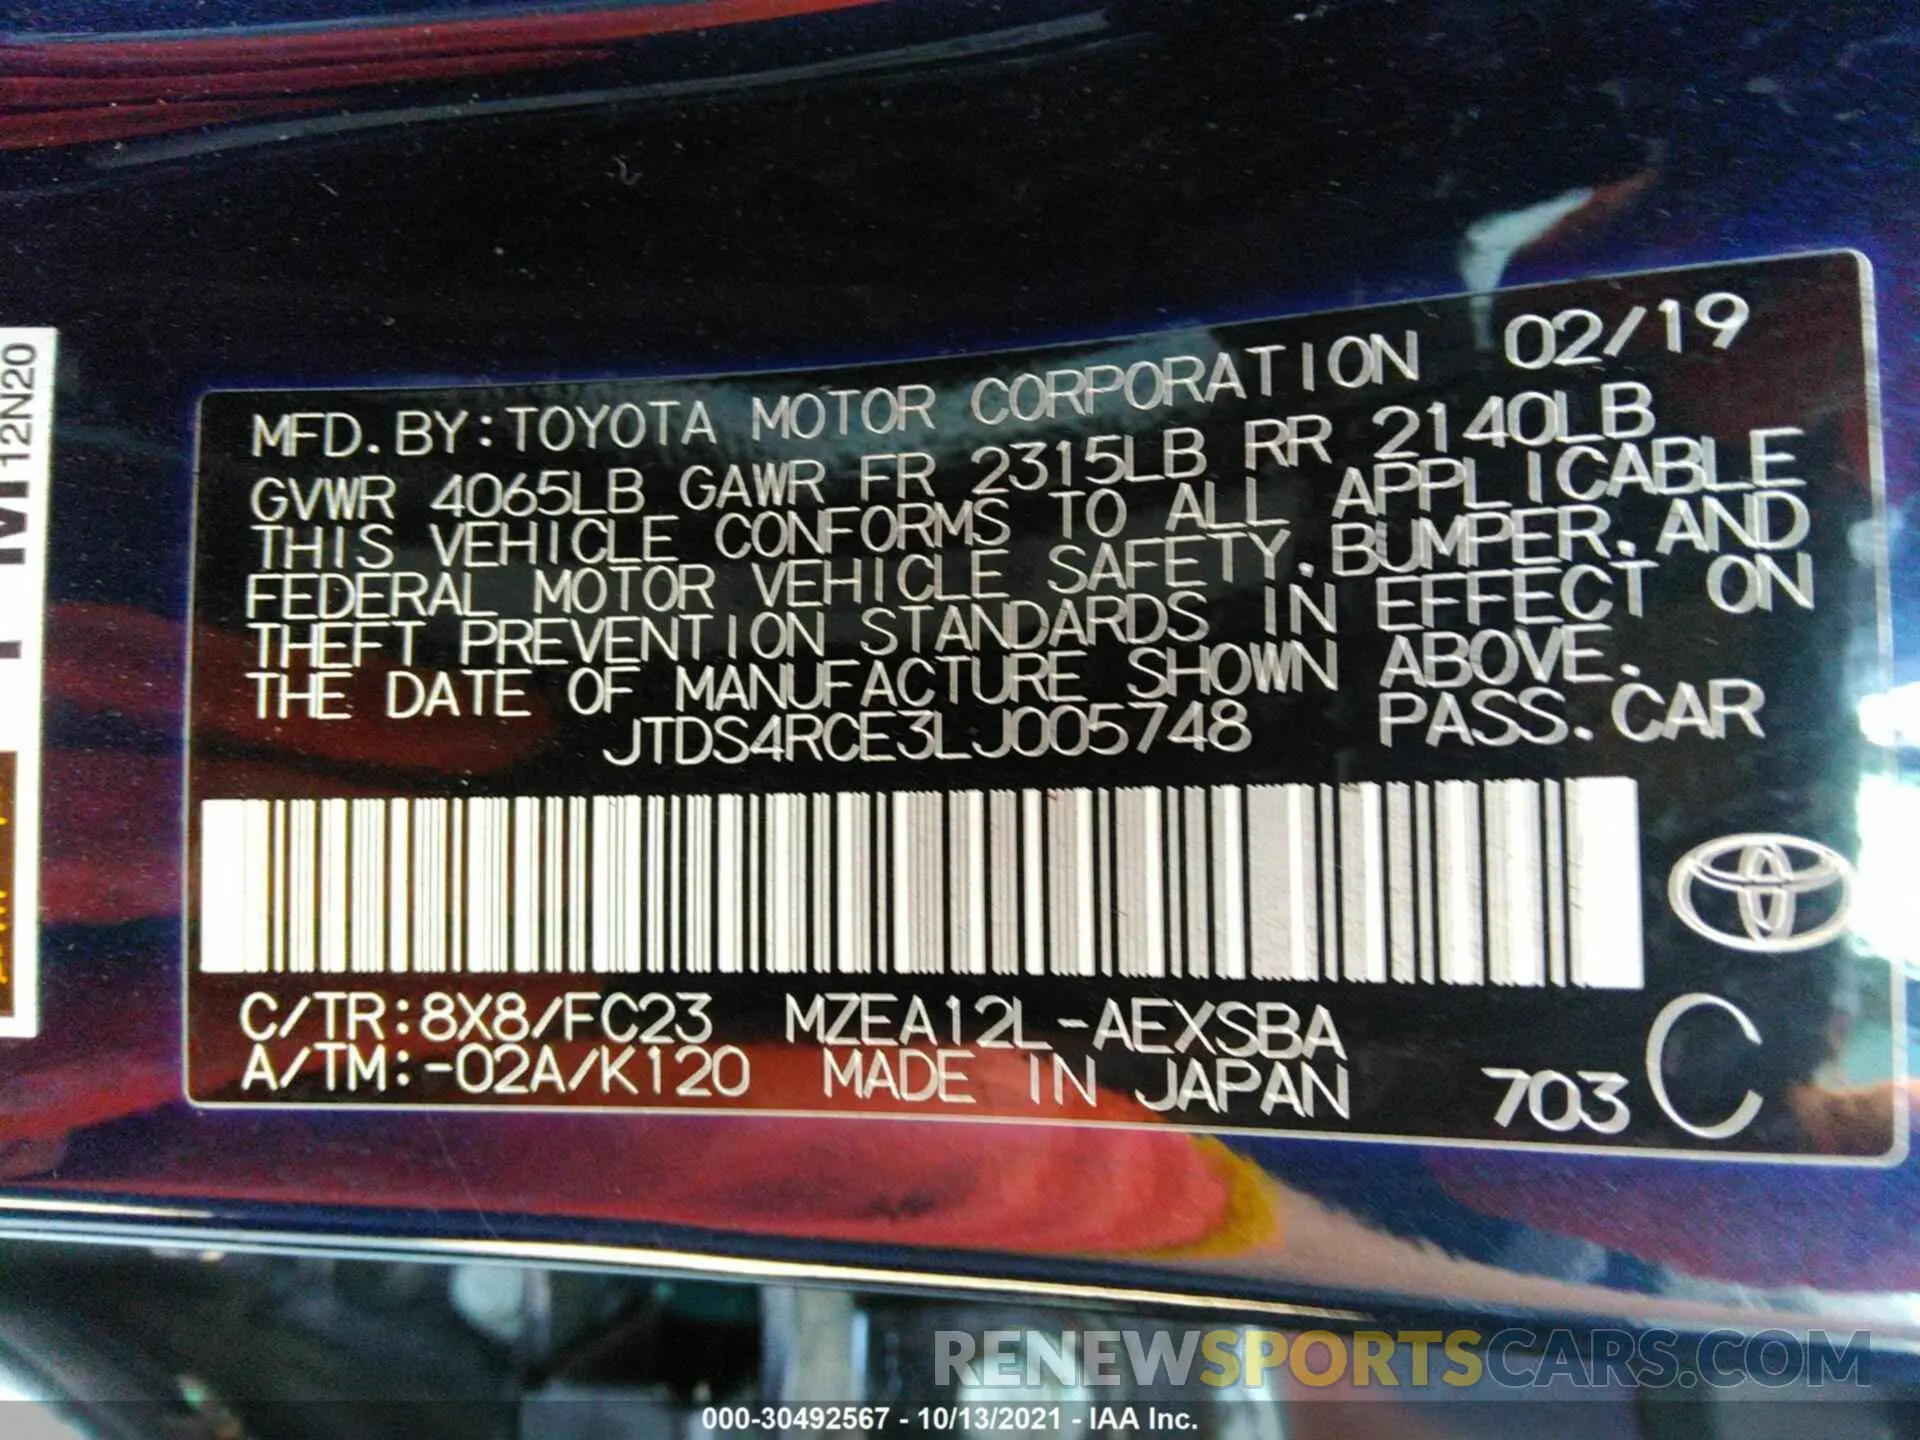 MFD.BY:TOYOTA MOTOR CORPORATION 02/19
GVWR 4065LB GAWR FR 2315LB RR 2140LB
THIS VEHICLE CONFORMS TO ALL APPLICABLE
FEDERAL MOTOR VEHICLE SAFETY,BUMPER,AND
THEFT PREVENTION STANDARDS IN EFFECT ON
THE DATE OF MANUFACTURE SHOWN ABOVE.
JTDS4RCE3LJ005748 PASS.CAR
C/TR:8X8/FC23 MZEA12L-AEXSBA
A/TM:-02A/K120 MADE IN JAPAN 703 C
12N20
RENEWSPORTSCARS.COM
000-30492567 - 10/13/2021 - IAA Inc.